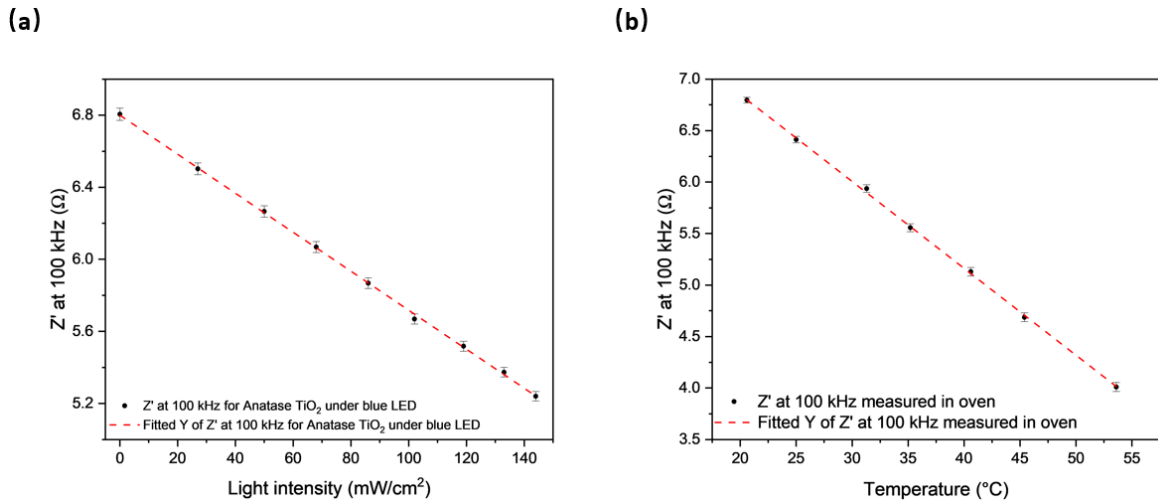 (a)
(b)
Z' at 100 kHz (Ω)
6.8
6.4
6.0
5.6
5.2
0
20
40
60
80
100
120
140
Light intensity (mW/cm²)
Z' at 100 kHz for Anatase TiO₂ under blue LED
Fitted Y of Z' at 100 kHz for Anatase TiO₂ under blue LED
Z' at 100 kHz (Ω)
7.0
6.5
6.0
5.5
5.0
4.5
4.0
3.5
20
25
30
35
40
45
50
55
Temperature (°C)
Z' at 100 kHz measured in oven
Fitted Y of Z' at 100 kHz measured in oven